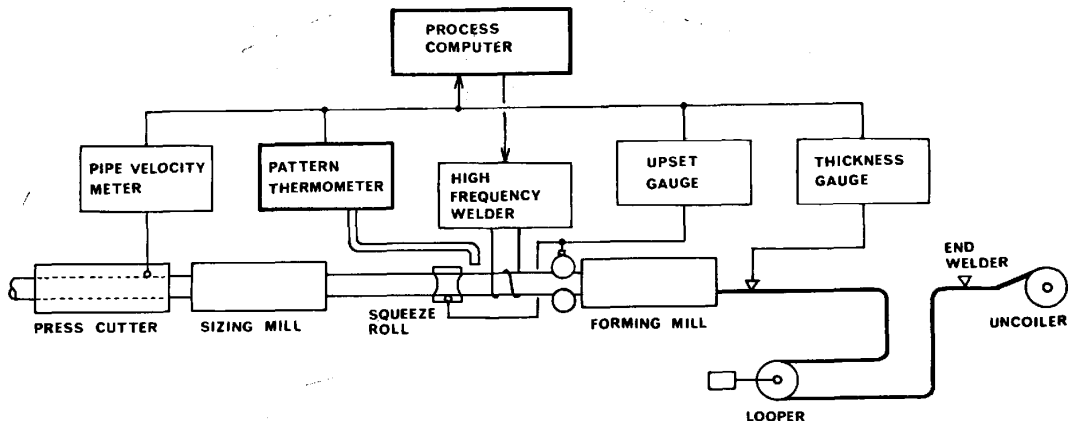 PROCESS
COMPUTER
PIPE VELOCITY
METER
PATTERN
THERMOMETER
HIGH
FREQUENCY
WELDER
UPSET
GAUGE
THICKNESS
GAUGE
END
WELDER
PRESS CUTTER
SIZING MILL
SQUEEZE
ROLL
FORMING MILL
UNCOILER
LOOPER